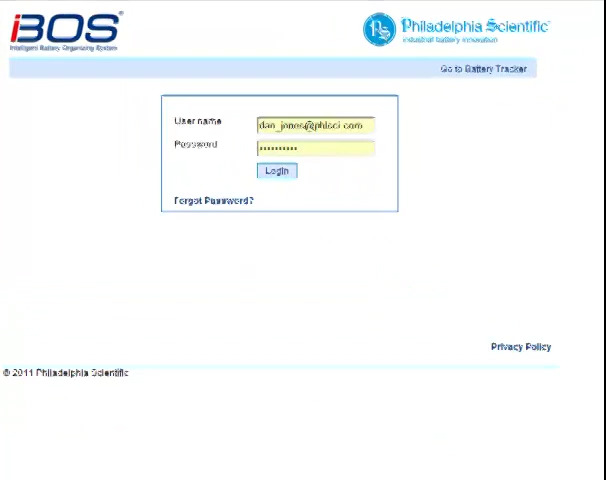 iBOS
Intelligent Battery Organizing System
Philadelphia Scientific
industrial battery innovation
Go to Battery Tracker
User name
dan_jones@phlsci.com
Password
Login
Forgot Password?
Privacy Policy
© 2011 Philadelphia Scientific